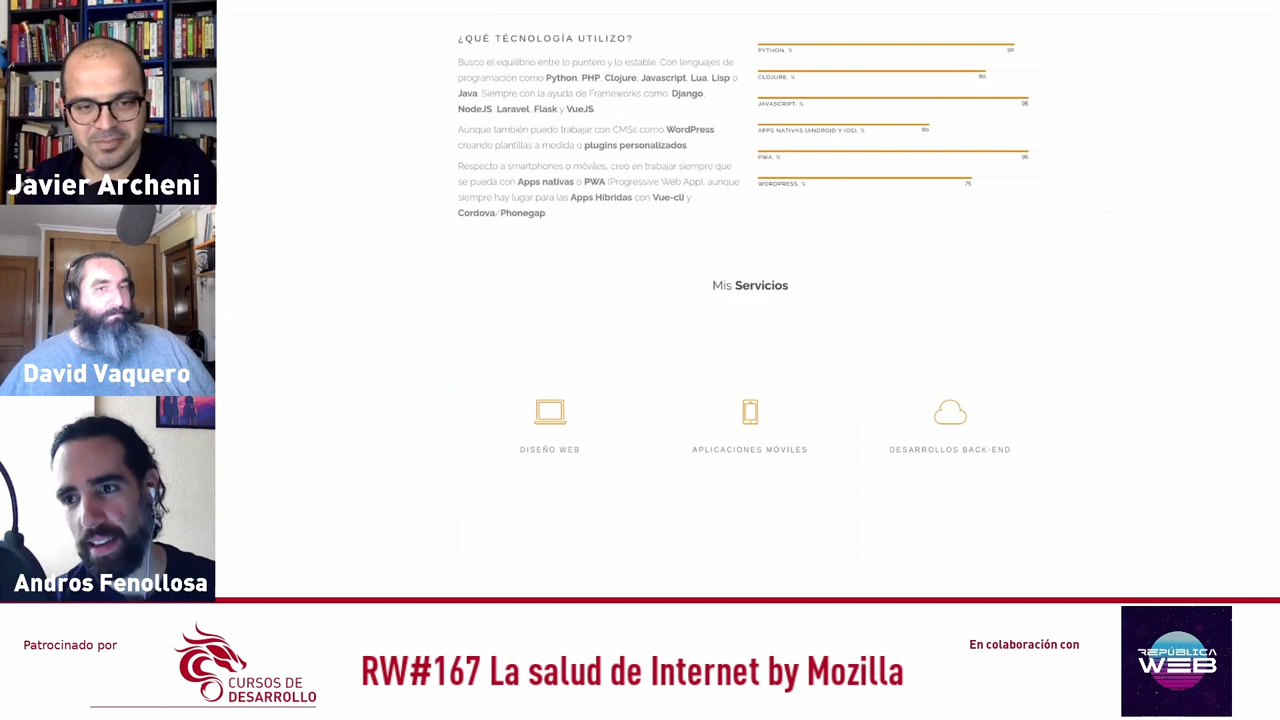 Javier Archeni
David Vaquero
Andros Fenollosa
¿QUÉ TÉCNOLOGÍA UTILIZO?
Busco el equilibrio entre lo puntero y lo estable. Con lenguajes de
programación como Python, PHP, Clojure, Javascript, Lua, Lisp o
Java. Siempre con la ayuda de Frameworks como: Django,
NodeJS, Laravel, Flask y VueJS.
Aunque también puedo trabajar con CMSs como WordPress
creando plantillas a medida o plugins personalizados.
Respecto a smartphones o móviles, creo en trabajar siempre que
se pueda con Apps nativas o PWA (Progressive Web App), aunque
siempre hay lugar para las Apps Híbridas con Vue-cli y
Cordova/Phonegap.
PYTHON, % 90
CLOJURE, % 80
JAVASCRIPT, % 95
APPS NATIVAS (ANDROID Y IOS), % 60
PWA, % 95
WORDPRESS, % 75
Mis Servicios
DISEÑO WEB
APLICACIONES MÓVILES
DESARROLLOS BACK-END
Patrocinado por
CURSOS DE
DESARROLLO
RW#167 La salud de Internet by Mozilla
En colaboración con
REPÚBLICA
WEB